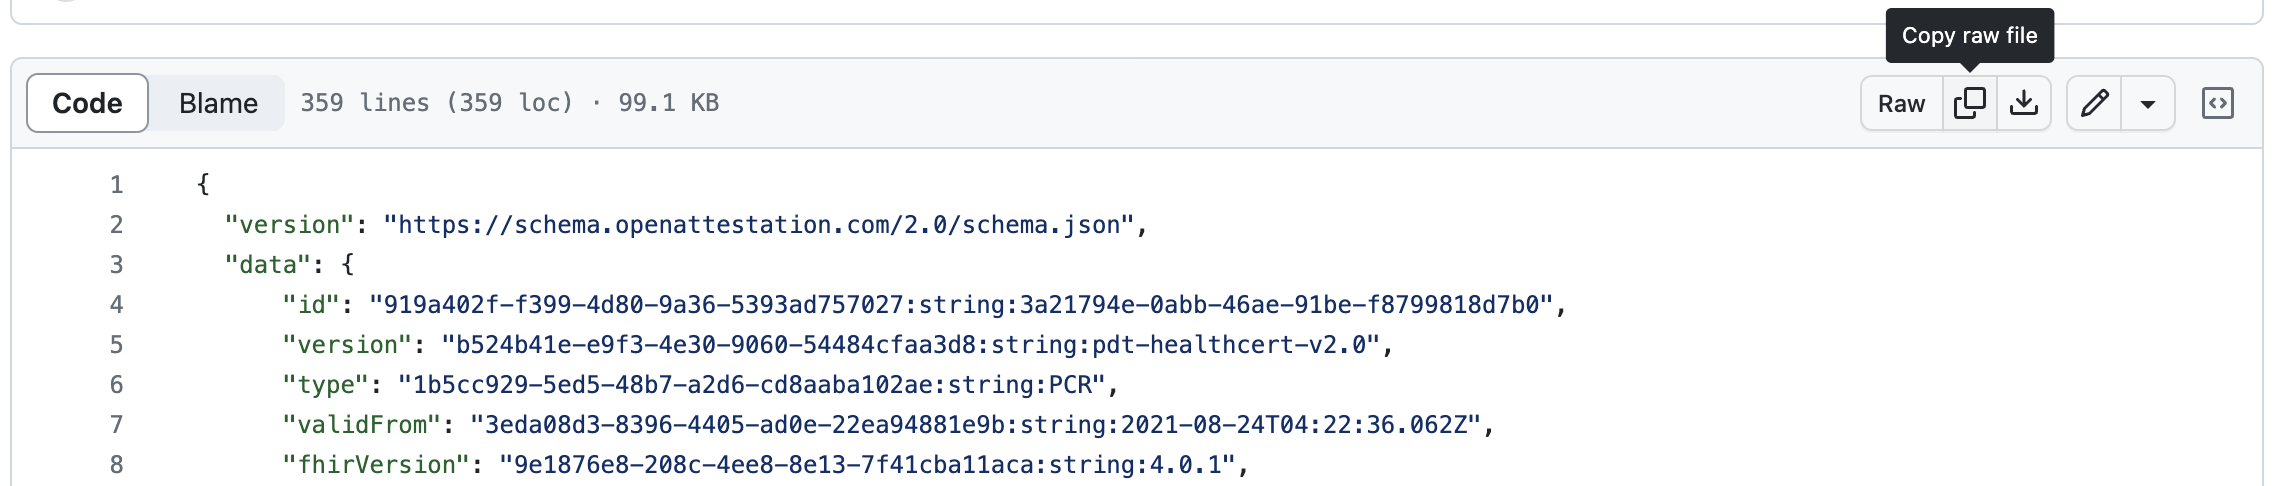 Copy raw file
Code Blame 359 lines (359 loc) · 99.1 KB Raw
1 {
2 "version": "https://schema.openattestation.com/2.0/schema.json",
3 "data": {
4 "id": "919a402f-f399-4d80-9a36-5393ad757027:string:3a21794e-0abb-46ae-91be-f8799818d7b0",
5 "version": "b524b41e-e9f3-4e30-9060-54484cfaa3d8:string:pdt-healthcert-v2.0",
6 "type": "1b5cc929-5ed5-48b7-a2d6-cd8aaba102ae:string:PCR",
7 "validFrom": "3eda08d3-8396-4405-ad0e-22ea94881e9b:string:2021-08-24T04:22:36.062Z",
8 "fhirVersion": "9e1876e8-208c-4ee8-8e13-7f41cba11aca:string:4.0.1",